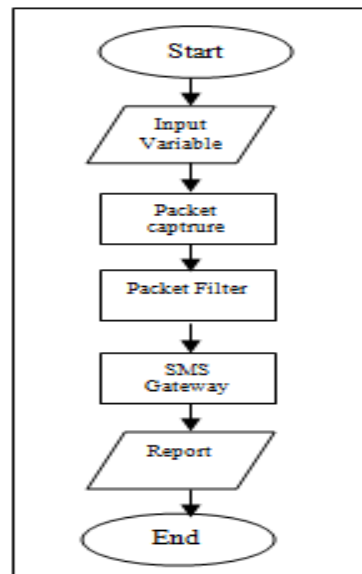 Start
Input
Variable
Packet
captrure
Packet Filter
SMS
Gateway
Report
End